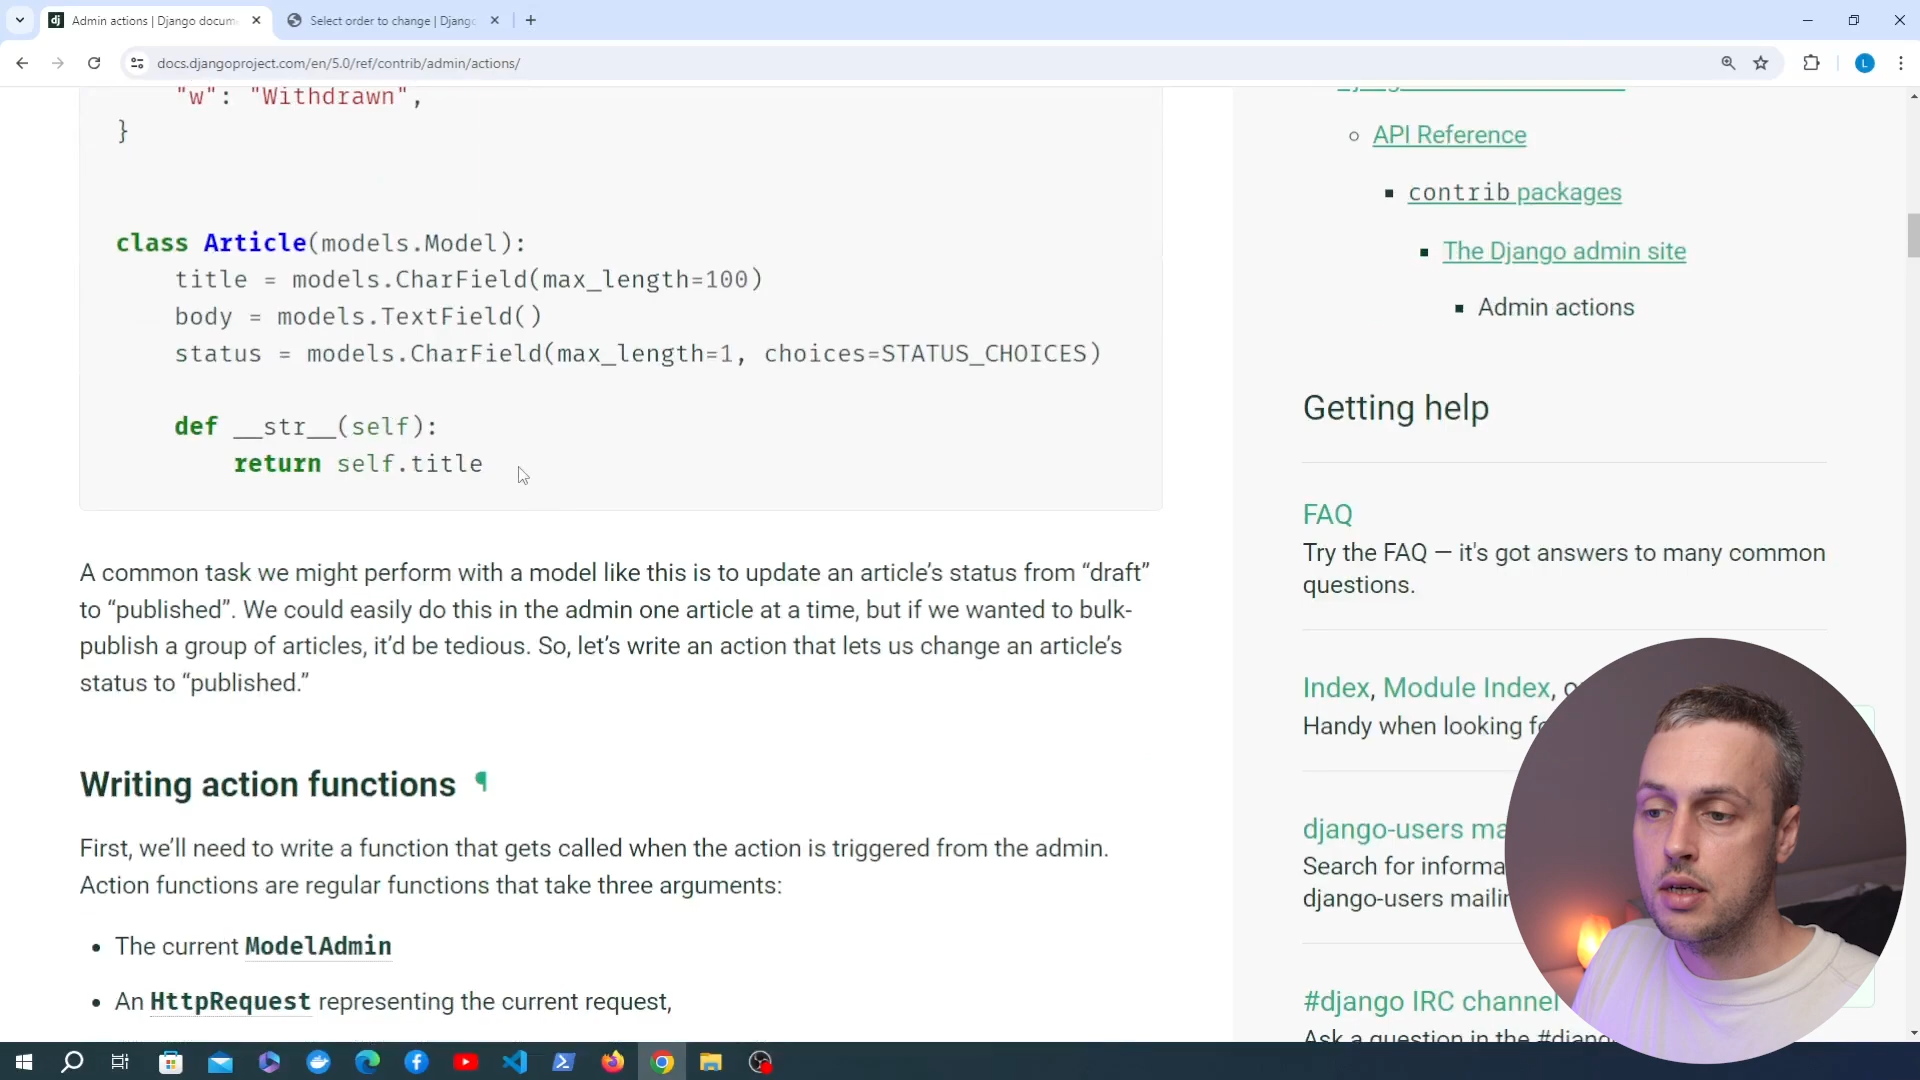 Admin actions | Django docum
Select order to change | Djang
docs.djangoproject.com/en/5.0/ref/contrib/admin/actions/
L
"w": "Withdrawn",
}
class Article(models.Model):
title = models.CharField(max_length=100)
body = models.TextField()
status = models.CharField(max_length=1, choices=STATUS_CHOICES)
def __str__(self):
return self.title
A common task we might perform with a model like this is to update an article’s status from “draft”
to “published”. We could easily do this in the admin one article at a time, but if we wanted to bulk-
publish a group of articles, it’d be tedious. So, let’s write an action that lets us change an article’s
status to “published.”
Writing action functions ¶
First, we’ll need to write a function that gets called when the action is triggered from the admin.
Action functions are regular functions that take three arguments:
• The current ModelAdmin
• An HttpRequest representing the current request,
API Reference
contrib packages
The Django admin site
Admin actions
Getting help
FAQ
Try the FAQ — it's got answers to many common
questions.
Index, Module Index, o
Handy when looking fo
django-users ma
Search for informa
django-users mailin
#django IRC channel
Ask a question in the #djang